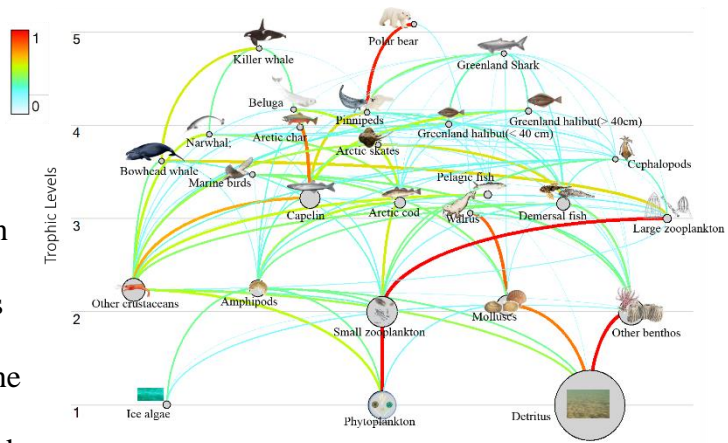 1
0
Trophic Levels
5
4
3
2
1
Polar bear
Killer whale
Greenland Shark
Beluga
Pinnipeds
Greenland halibut(> 40cm)
Narwhal;
Arctic char
Greenland halibut(< 40 cm)
Arctic skates
Cephalopods
Bowhead whale
Marine birds
Pelagic fish
Capelin
Arctic cod
Walrus
Demersal fish
Large zooplankton
Other crustaceans
Amphipods
Small zooplankton
Molluscs
Other benthos
Ice algae
Phytoplankton
Detritus